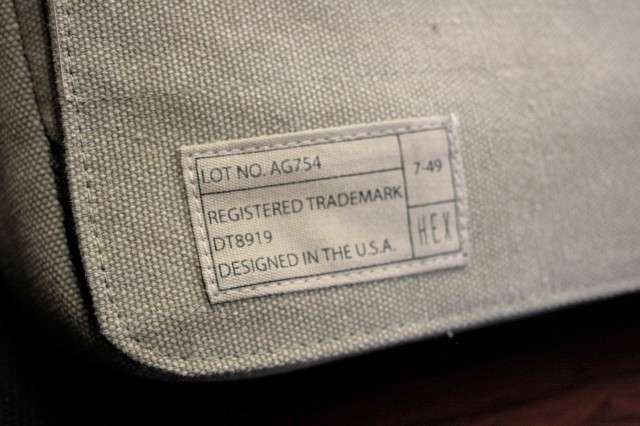 LOT NO. AG754
7-49
REGISTERED TRADEMARK
DT8919
DESIGNED IN THE U.S.A.
HEX